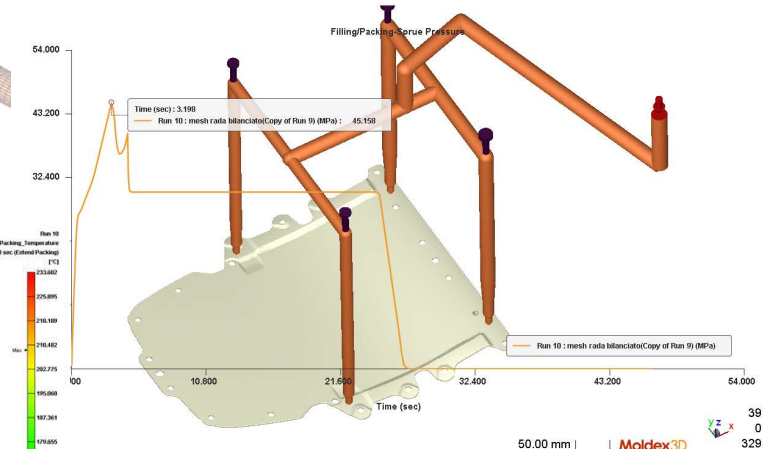 Filling/Packing-Sprue Pressure
54.000
43.200
32.400
Time (sec) : 3.198
Run 10 : mesh rada bilanciato(Copy of Run 9) (MPa) : 45.158
Run 10
Packing_Temperature
sec (Extend Packing)
[°C]
233.662
225.895
218.189
210.482
Max:
202.775
195.068
187.361
179.655
Run 10 : mesh rada bilanciato(Copy of Run 9) (MPa)
000 10.800 21.600 32.400 43.200 54.000
Time (sec)
50.00 mm
Moldex3D
y z x
39
0
329